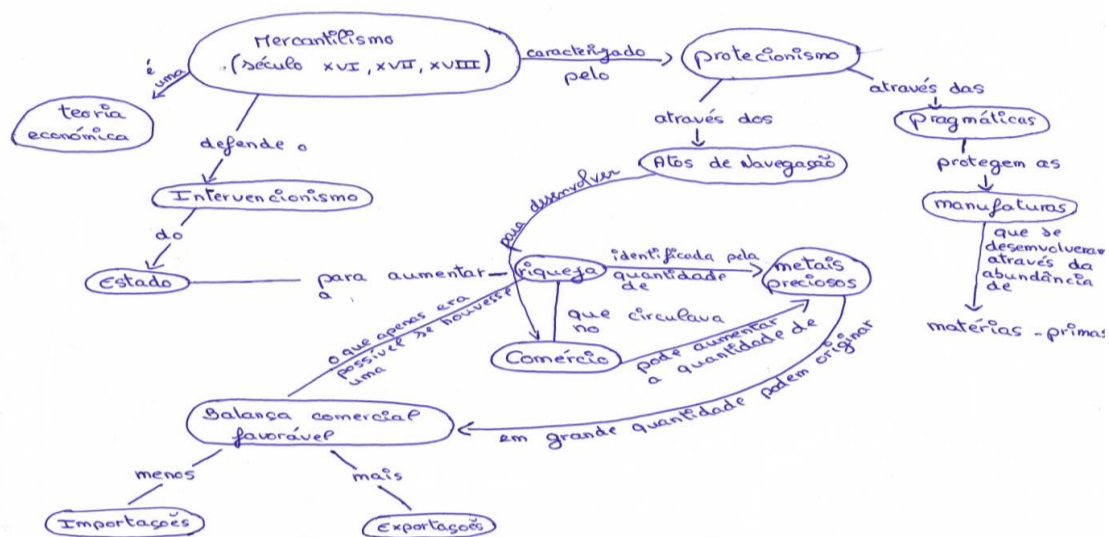 Mercantilismo
(século XVI, XVII, XVIII)
caracterizado
pelo
protecionismo
é
uma
teoria
económica
através das
pragmáticas
através dos
Atos de Navegação
protegem as
manufaturas
defende o
Intervencionismo
do
Estado
para aumentar
a
riqueza
para desenvolver
identificada pela
quantidade
de
metais
preciosos
que se
desenvolveram
através da
abundância
de
matérias-primas
que circulava
no
Comércio
pode aumentar
a quantidade de
o que apenas era
possível se houvesse
uma
Balança comercial
favorável
em grande quantidade podem originar
menos
Importações
mais
Exportações